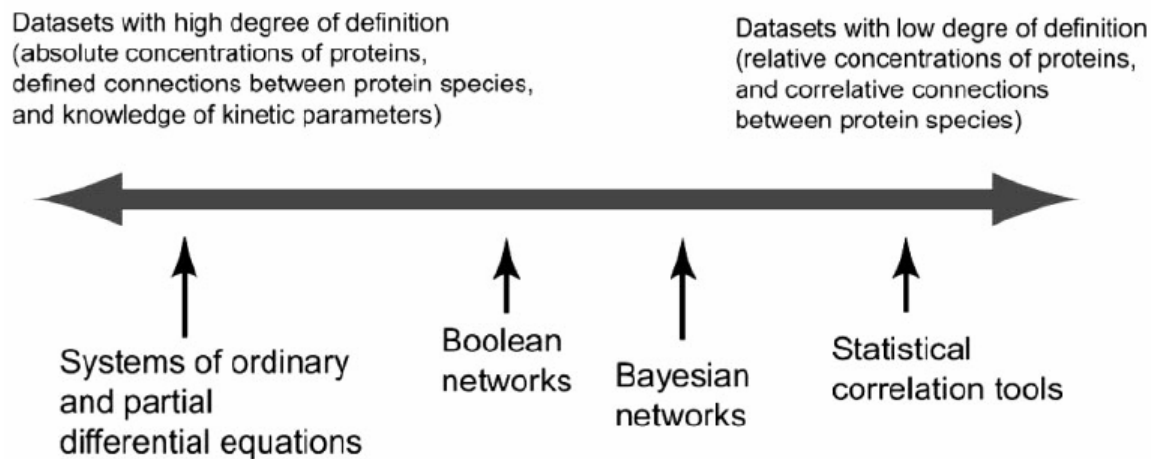 Datasets with high degree of definition
(absolute concentrations of proteins,
defined connections between protein species,
and knowledge of kinetic parameters)
Datasets with low degre of definition
(relative concentrations of proteins,
and correlative connections
between protein species)
Systems of ordinary
and partial
differential equations
Boolean
networks
Bayesian
networks
Statistical
correlation tools